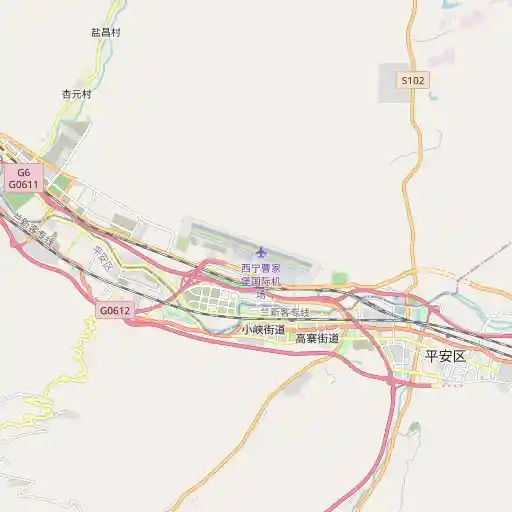 盐昌村
S102
杏元村
G6
G0611
兰新客专线
平安区
西宁曹家
堡国际机
场
G0612
兰新客专线
小峡街道
高寨街道
平安区